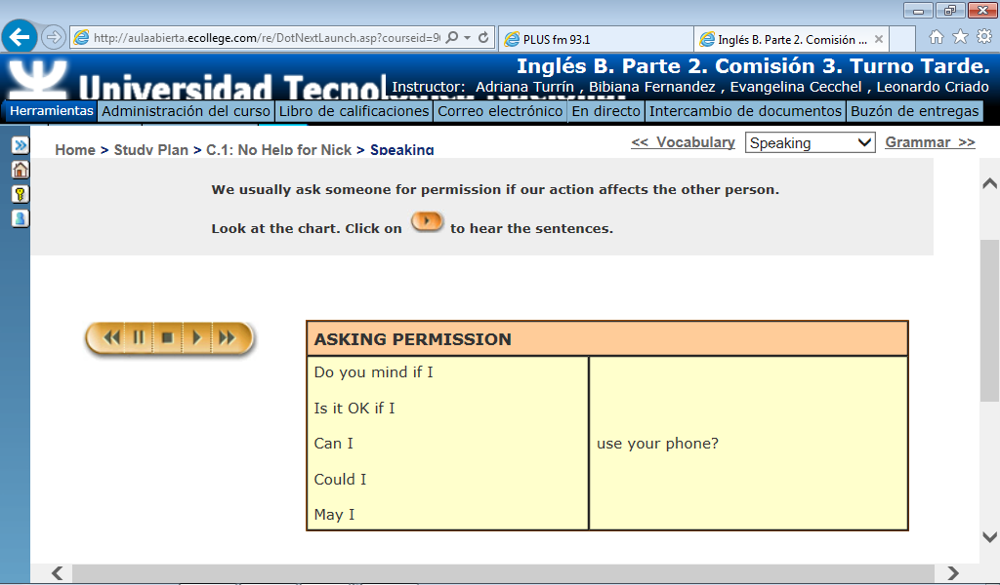 http://aulaabierta.ecollege.com/re/DotNextLaunch.asp?courseid=9
PLUS fm 93.1
Inglés B. Parte 2. Comisión ...
Inglés B. Parte 2. Comisión 3. Turno Tarde.
Universidad Tecnológica Nacional
Instructor: Adriana Turrín , Bibiana Fernandez , Evangelina Cecchel , Leonardo Criado
Herramientas
Administración del curso
Libro de calificaciones
Correo electrónico
En directo
Intercambio de documentos
Buzón de entregas
Home > Study Plan > C.1: No Help for Nick > Speaking
<< Vocabulary
Speaking
Grammar >>
We usually ask someone for permission if our action affects the other person.
Look at the chart. Click on to hear the sentences.
ASKING PERMISSION
Do you mind if I
Is it OK if I
Can I
Could I
May I
use your phone?